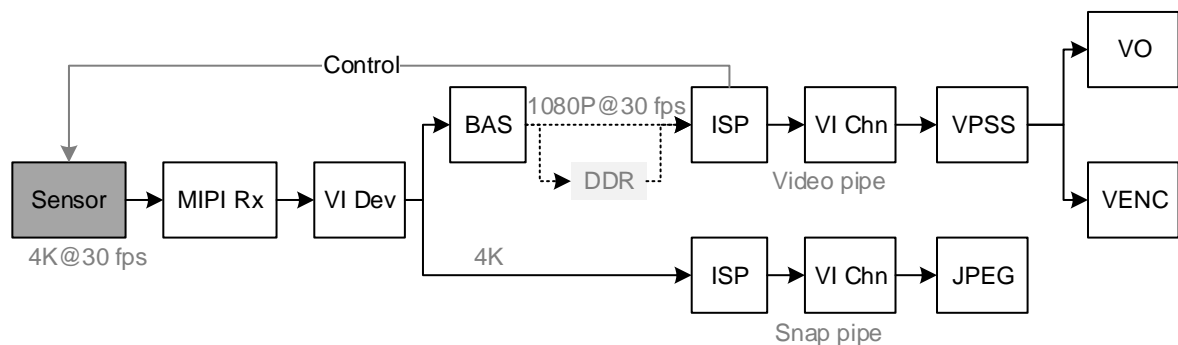 VO
Control
1080P@30 fps
BAS
ISP
VI Chn
VPSS
DDR
Video pipe
Sensor
MIPI Rx
VI Dev
VENC
4K@30 fps
4K
ISP
VI Chn
JPEG
Snap pipe